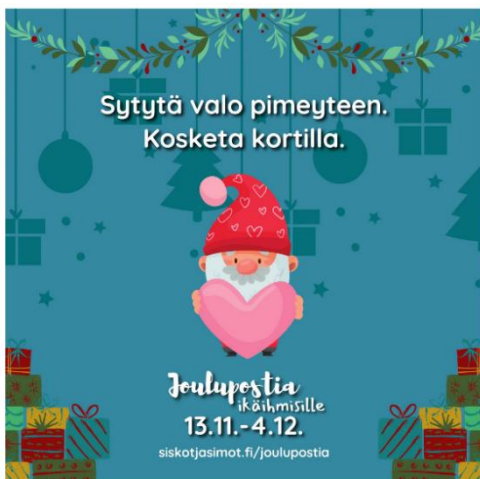 Sytytä valo pimeyteen.
Kosketa kortilla.
Joulupostia
ikäihmisille
13.11.-4.12.
siskotjasimot.fi/joulupostia